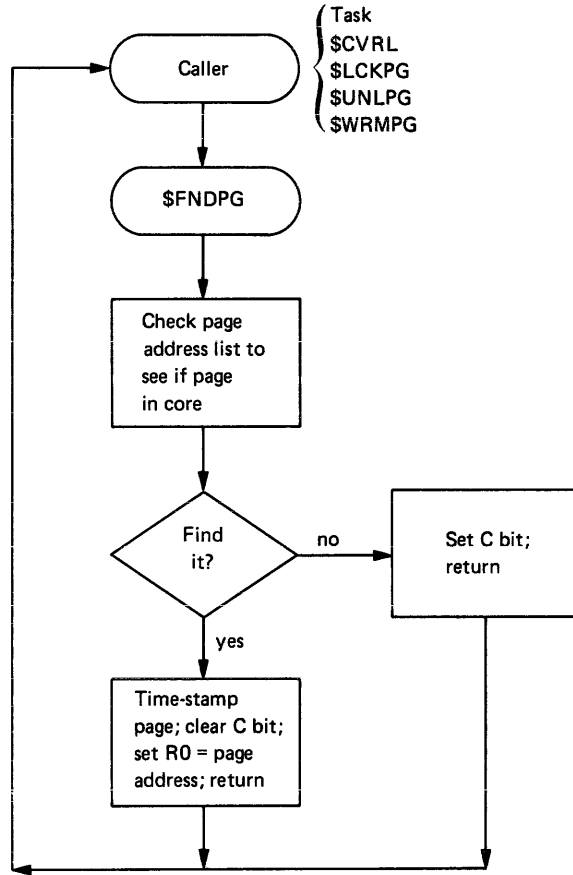 Caller
Task
$CVRL
$LCKPG
$UNLPG
$WRMPG
$FNDPG
Check page
address list to
see if page
in core
Find
it?
no
Set C bit;
return
yes
Time-stamp
page; clear C bit;
set R0 = page
address; return